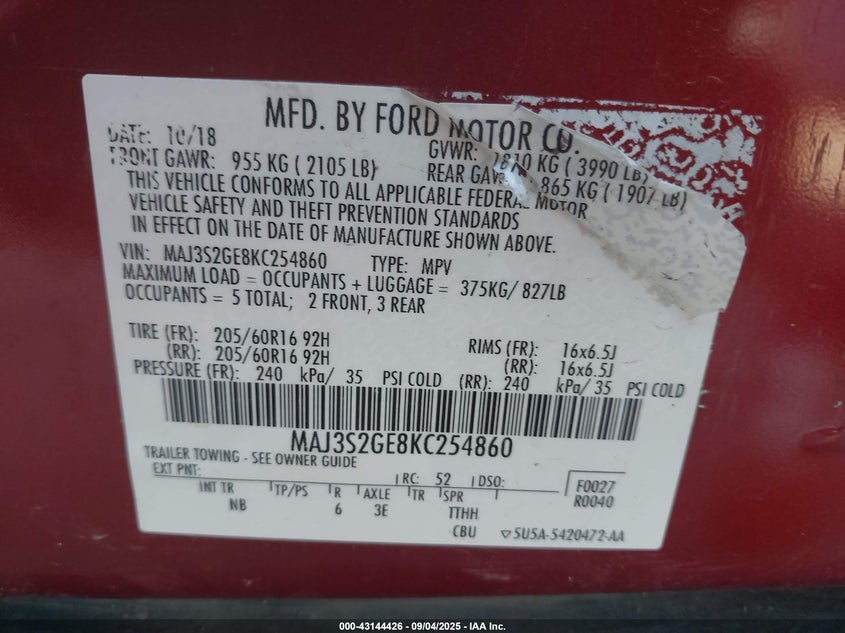 MFD. BY FORD MOTOR CO.
DATE: 10/18 GVWR: 1810 KG ( 3990 LB)
FRONT GAWR: 955 KG ( 2105 LB) REAR GAW 865 KG ( 1907 LB)
THIS VEHICLE CONFORMS TO ALL APPLICABLE FEDERAL MOTOR
VEHICLE SAFETY AND THEFT PREVENTION STANDARDS
IN EFFECT ON THE DATE OF MANUFACTURE SHOWN ABOVE.
VIN: MAJ3S2GE8KC254860 TYPE: MPV
MAXIMUM LOAD = OCCUPANTS + LUGGAGE = 375KG/ 827LB
OCCUPANTS = 5 TOTAL; 2 FRONT, 3 REAR
TIRE (FR): 205/60R16 92H RIMS (FR): 16x6.5J
(RR): 205/60R16 92H (RR): 16x6.5J
PRESSURE (FR): 240 kPa/ 35 PSI COLD (RR): 240 kPa/ 35 PSI COLD
MAJ3S2GE8KC254860
TRAILER TOWING - SEE OWNER GUIDE
EXT PNT: RC: 52 DSO: F0027
R0040
INT TR TP/PS R AXLE TR SPR
NB 6 3E TTHH
CBU 5U5A-5420472-AA
000-43144426 - 09/04/2025 - IAA Inc.